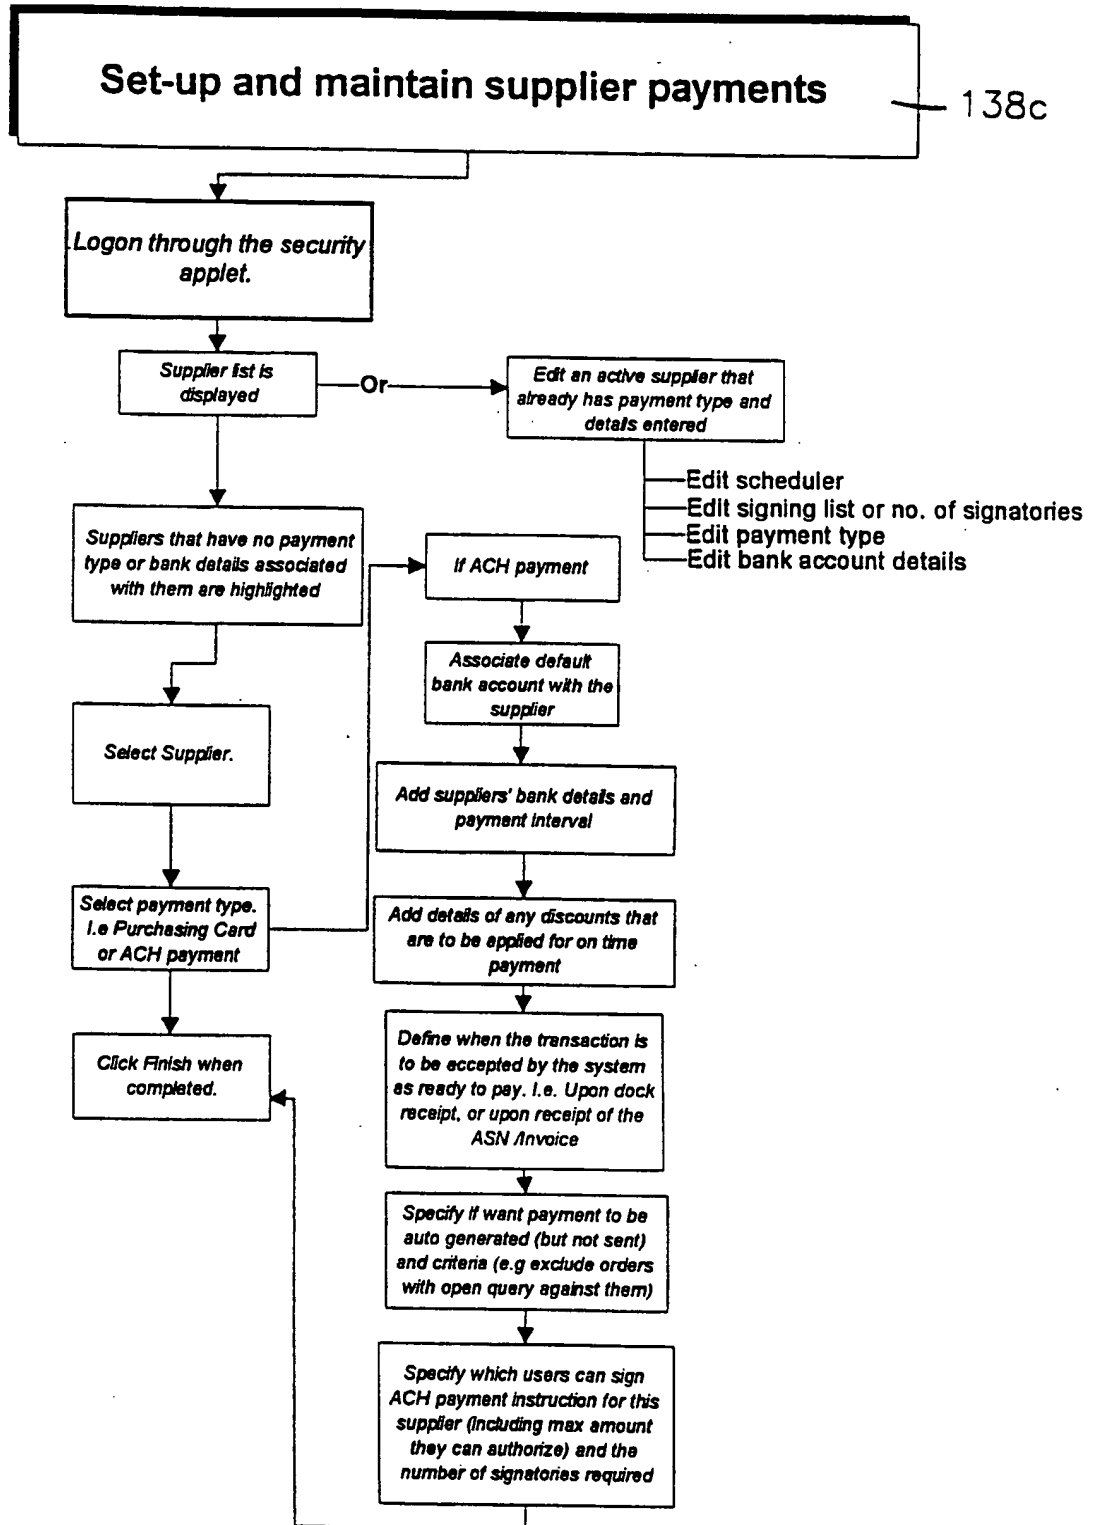 Set-up and maintain supplier payments
138c
Logon through the security
applet.
Supplier list is
displayed
Or
Edit an active supplier that
already has payment type and
details entered
Edit scheduler
Edit signing list or no. of signatories
Edit payment type
Edit bank account details
Suppliers that have no payment
type or bank details associated
with them are highlighted
Select Supplier.
Select payment type.
I.e Purchasing Card
or ACH payment
Click Finish when
completed.
If ACH payment
Associate default
bank account with the
supplier
Add suppliers' bank details and
payment interval
Add details of any discounts that
are to be applied for on time
payment
Define when the transaction is
to be accepted by the system
as ready to pay. I.e. Upon dock
receipt, or upon receipt of the
ASN /Invoice
Specify if want payment to be
auto generated (but not sent)
and criteria (e.g exclude orders
with open query against them)
Specify which users can sign
ACH payment instruction for this
supplier (Including max amount
they can authorize) and the
number of signatories required